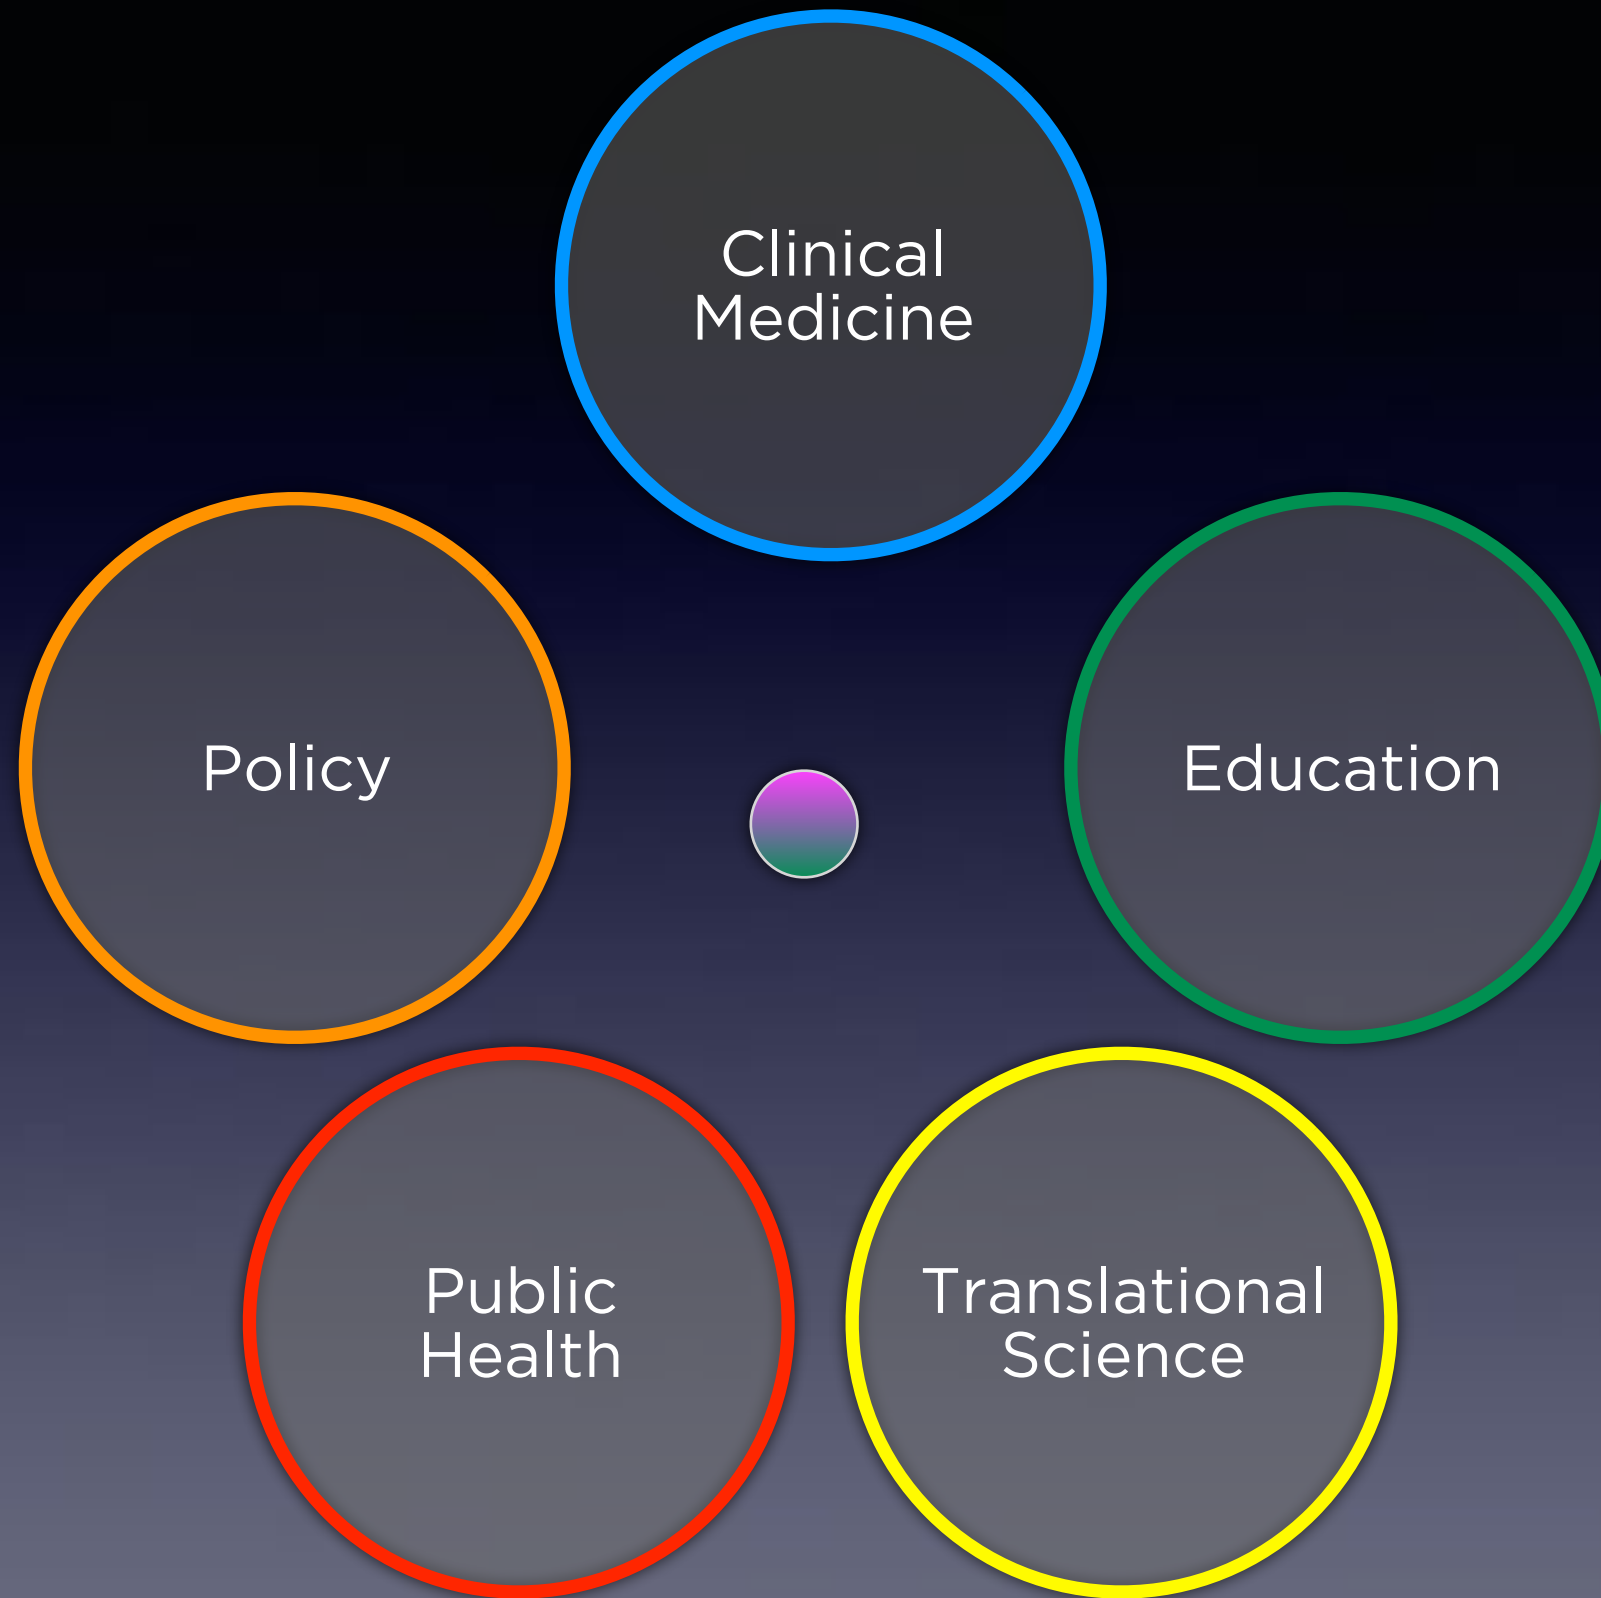 Clinical
Medicine
Policy
Education
Public
Health
Translational
Science